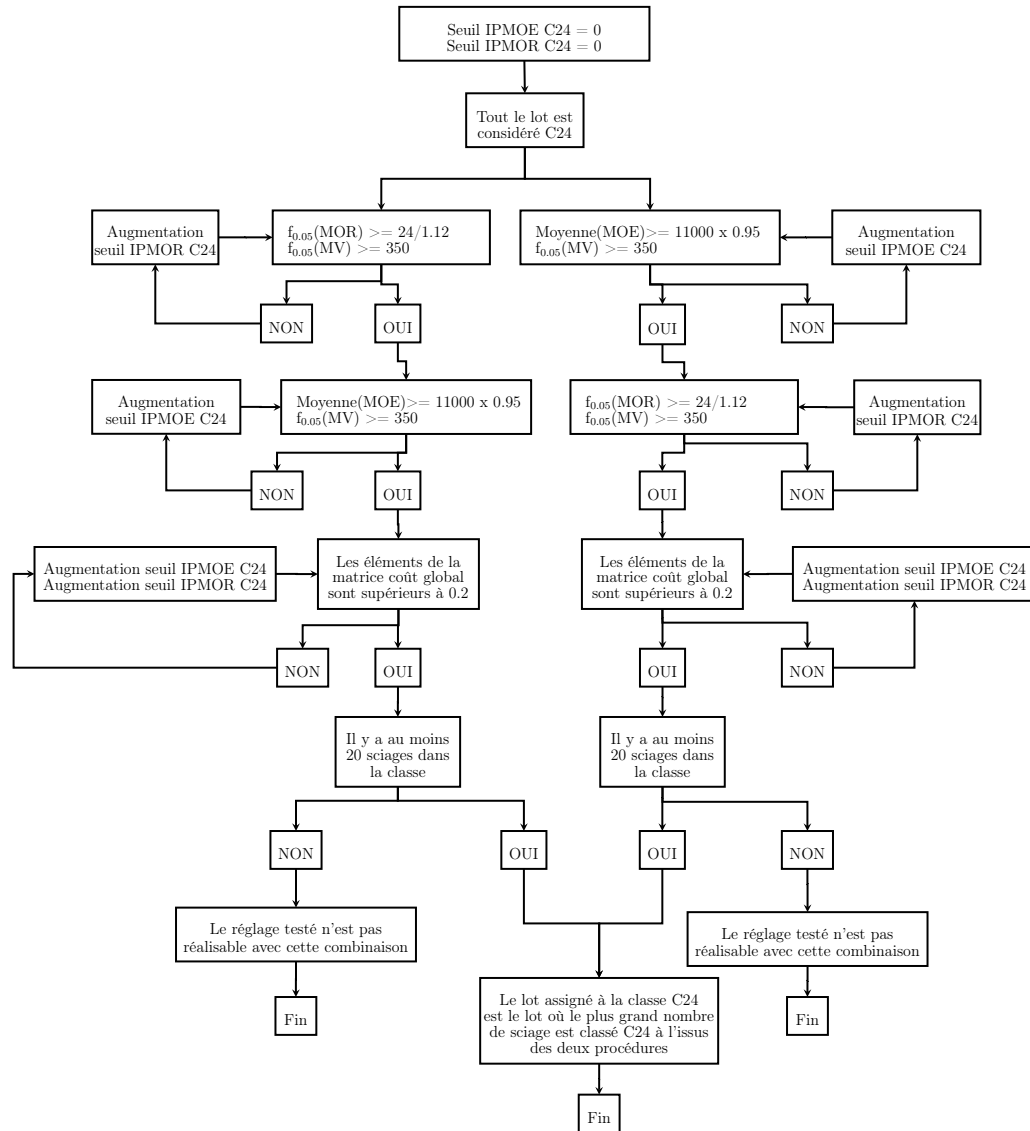 Seuil IPMOE C24 = 0
Seuil IPMOR C24 = 0
Tout le lot est
considéré C24
Augmentation
seuil IPMOR C24
f0.05(MOR) >= 24/1.12
f0.05(MV) >= 350
Moyenne(MOE)>= 11000 x 0.95
f0.05(MV) >= 350
Augmentation
seuil IPMOE C24
NON
OUI
OUI
NON
Augmentation
seuil IPMOE C24
Moyenne(MOE)>= 11000 x 0.95
f0.05(MV) >= 350
f0.05(MOR) >= 24/1.12
f0.05(MV) >= 350
Augmentation
seuil IPMOR C24
NON
OUI
OUI
NON
Augmentation seuil IPMOE C24
Augmentation seuil IPMOR C24
Les éléments de la
matrice coût global
sont supérieurs à 0.2
Les éléments de la
matrice coût global
sont supérieurs à 0.2
Augmentation seuil IPMOE C24
Augmentation seuil IPMOR C24
NON
OUI
OUI
NON
Il y a au moins
20 sciages dans
la classe
Il y a au moins
20 sciages dans
la classe
NON
OUI
OUI
NON
Le réglage testé n'est pas
réalisable avec cette combinaison
Le réglage testé n'est pas
réalisable avec cette combinaison
Fin
Le lot assigné à la classe C24
est le lot où le plus grand nombre
de sciage est classé C24 à l'issus
des deux procédures
Fin
Fin